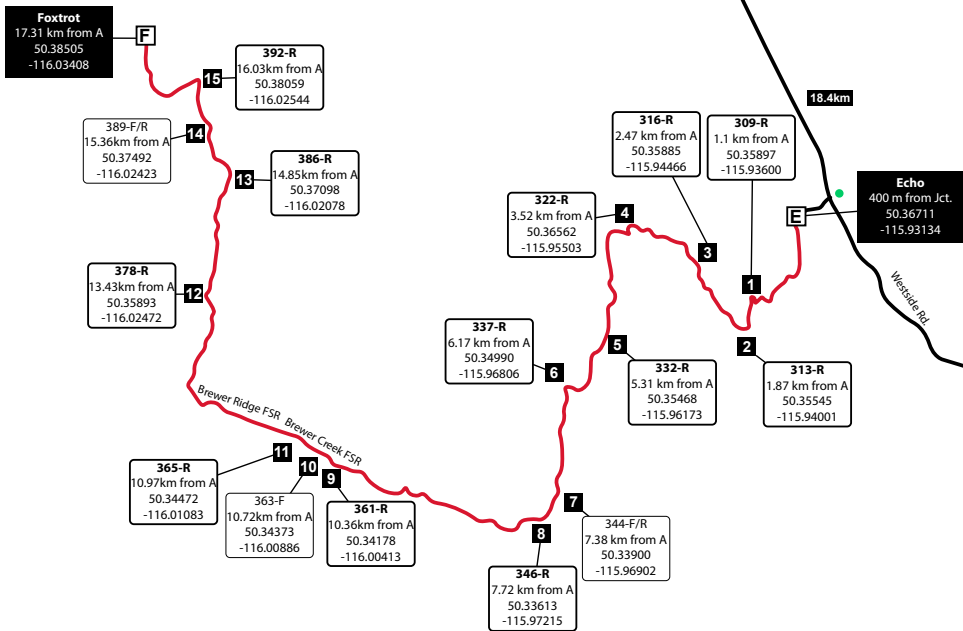 Foxtrot
17.31 km from A
50.38505
-116.03408
F
15
392-R
16.03km from A
50.38059
-116.02544
14
389-F/R
15.36km from A
50.37492
-116.02423
13
386-R
14.85km from A
50.37098
-116.02078
18.4km
316-R
2.47 km from A
50.35885
-115.94466
309-R
1.1 km from A
50.35897
-115.93600
322-R
3.52 km from A
50.36562
-115.95503
4
3
E
Echo
400 m from Jct.
50.36711
-115.93134
378-R
13.43km from A
50.35893
-116.02472
12
1
Westside Rd.
337-R
6.17 km from A
50.34990
-115.96806
6
5
2
332-R
5.31 km from A
50.35468
-115.96173
313-R
1.87 km from A
50.35545
-115.94001
Brewer Ridge FSR
Brewer Creek FSR
11
10
9
365-R
10.97km from A
50.34472
-116.01083
363-F
10.72km from A
50.34373
-116.00886
361-R
10.36km from A
50.34178
-116.00413
7
8
344-F/R
7.38 km from A
50.33900
-115.96902
346-R
7.72 km from A
50.33613
-115.97215